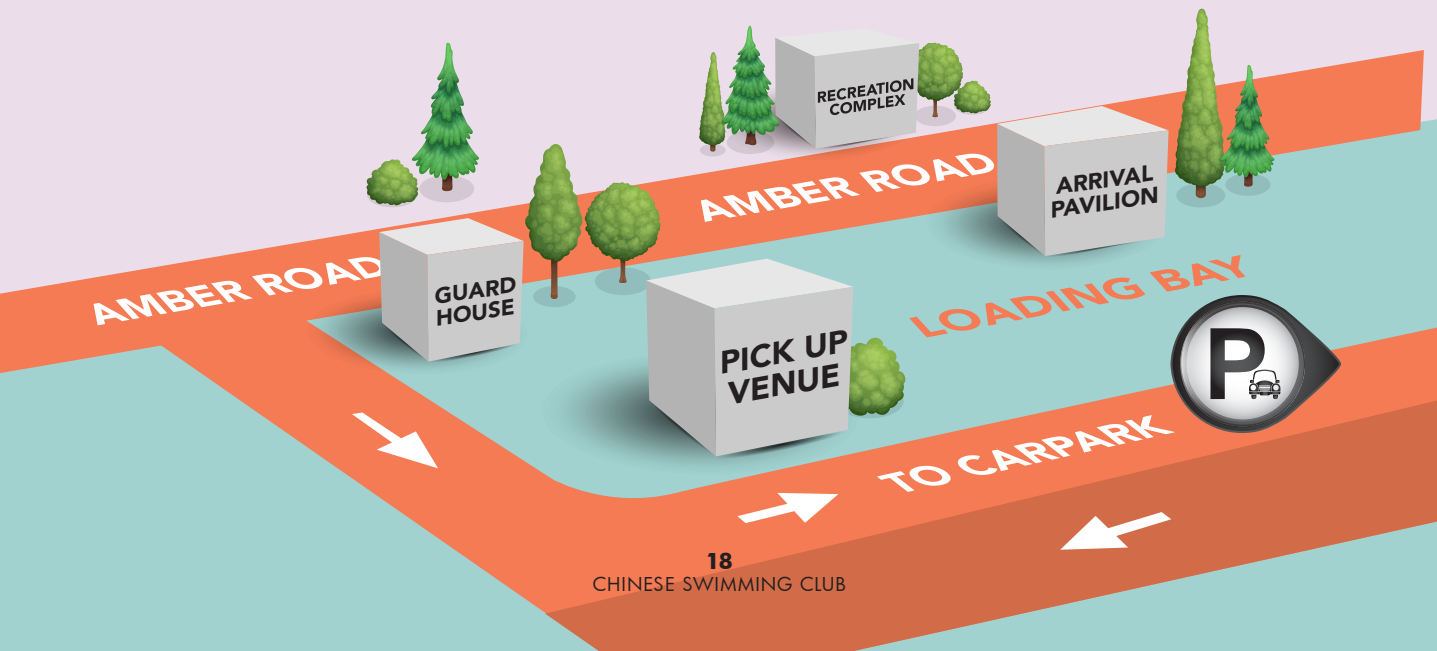 RECREATION
COMPLEX
AMBER ROAD
ARRIVAL
PAVILION
AMBER ROAD
GUARD
HOUSE
LOADING BAY
PICK UP
VENUE
P
TO CARPARK
18
CHINESE SWIMMING CLUB